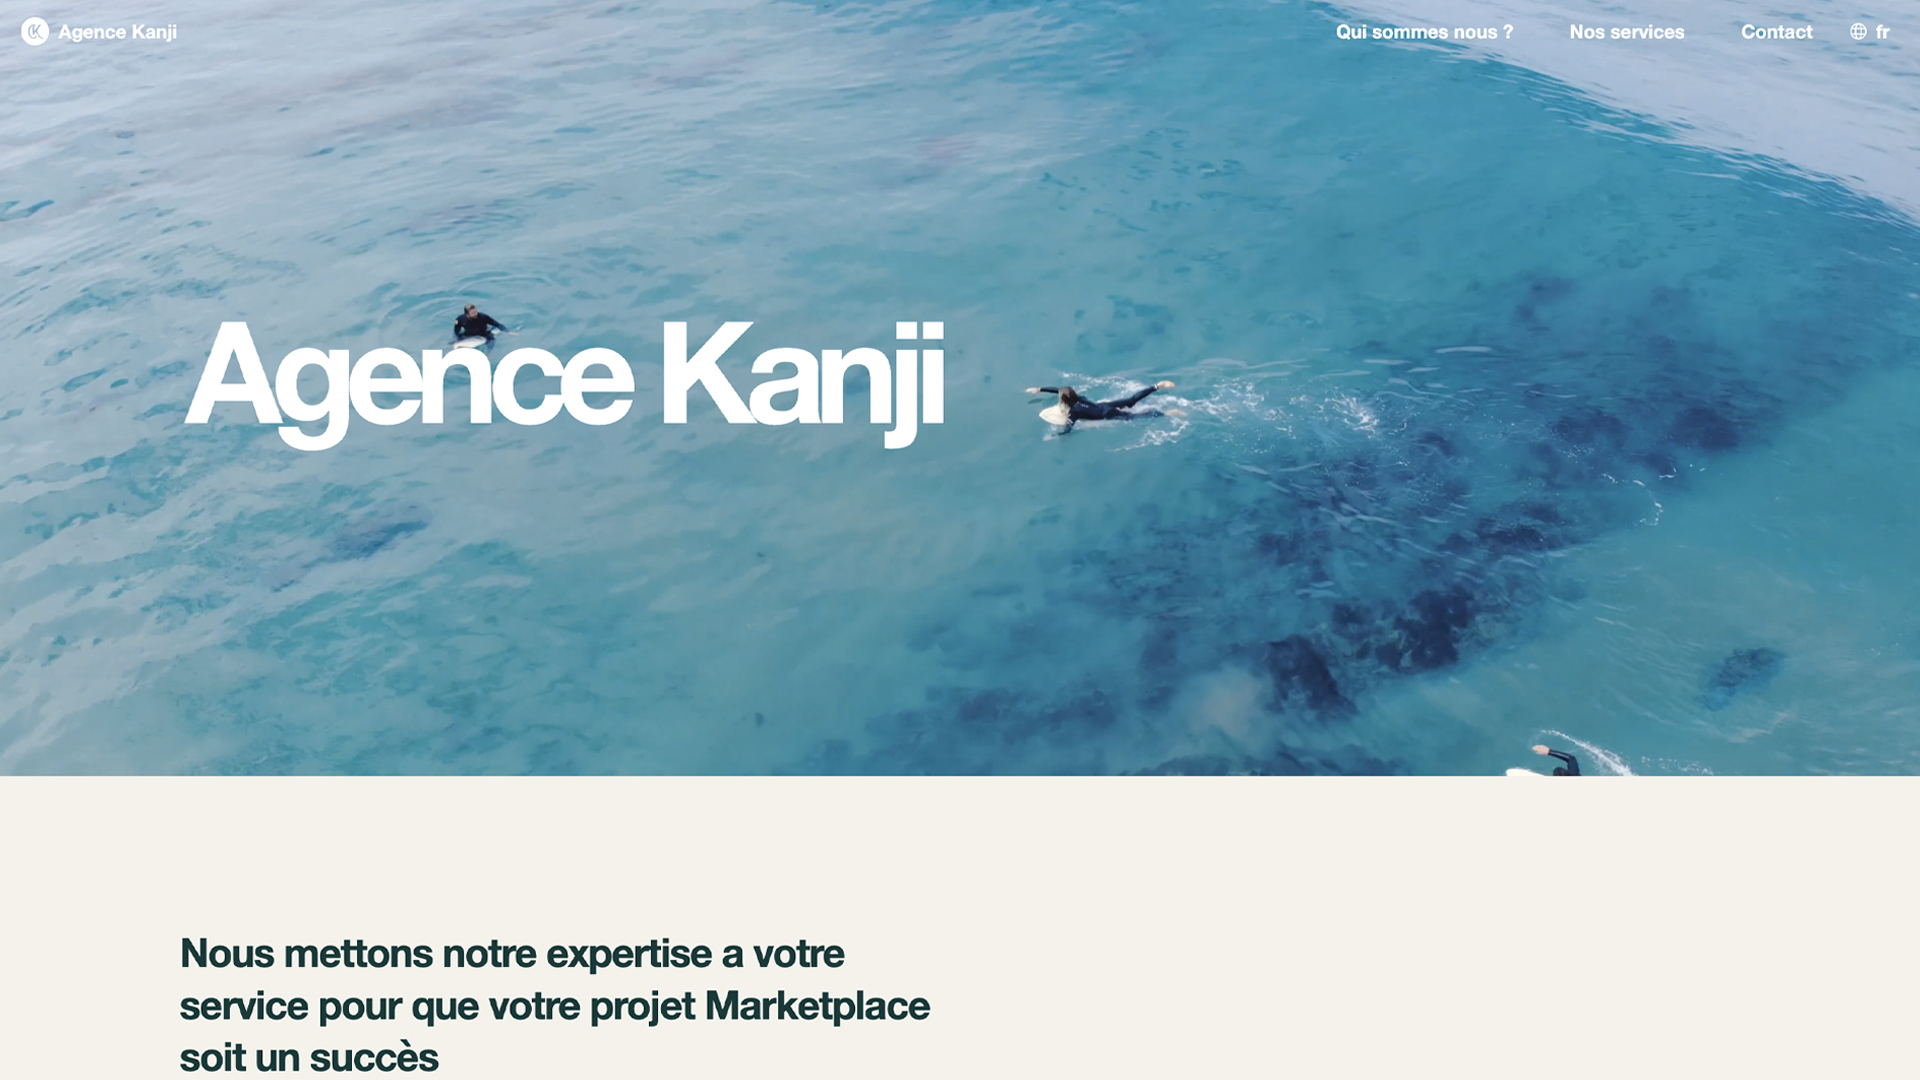 Agence Kanji
Qui sommes nous ?
Nos services
Contact
fr
Agence Kanji
Nous mettons notre expertise a votre
service pour que votre projet Marketplace
soit un succès